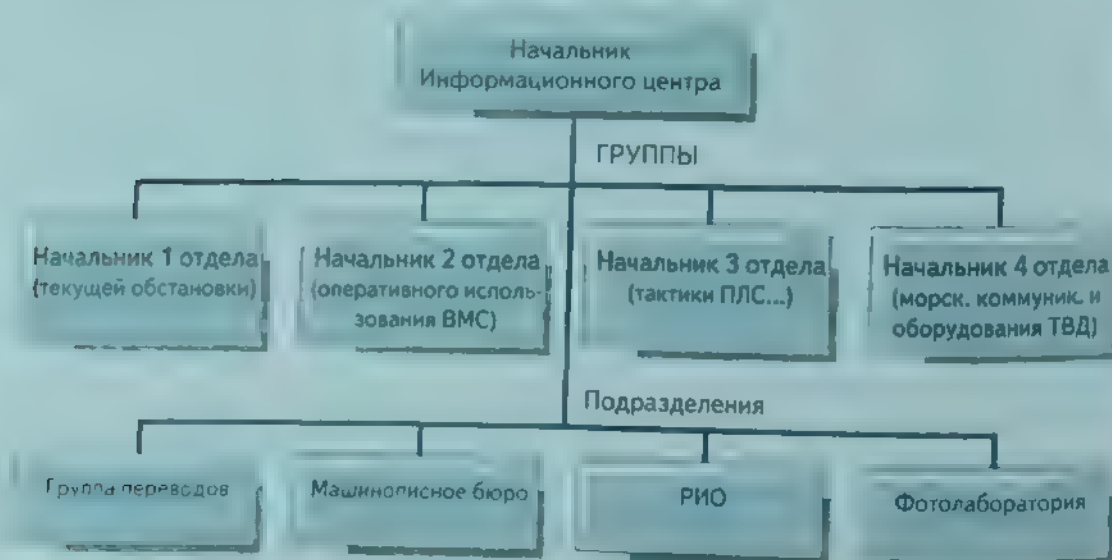 Начальник
Информационного центра
ГРУППЫ
Начальник 1 отдела
(текущей обстановки)
Начальник 2 отдела
(оперативного исполь-
зования ВМС)
Начальник 3 отдела
(тактики ПЛС...)
Начальник 4 отдела
(морск. коммуник. и
оборудования ТВД)
Подразделения
Группа переводов
Машинописное бюро
РИО
Фотолаборатория